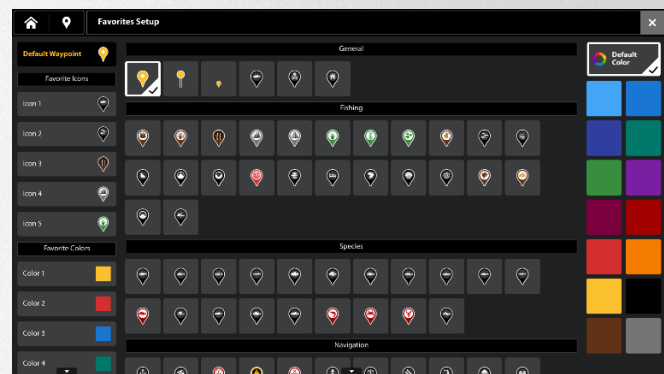 Favorites Setup
Default Waypoint
Favorite Icons
Icon 1
Icon 2
Icon 3
Icon 4
Icon 5
Favorite Colors
Color 1
Color 2
Color 3
Color 4
General
Fishing
Species
Navigation
Default
Color